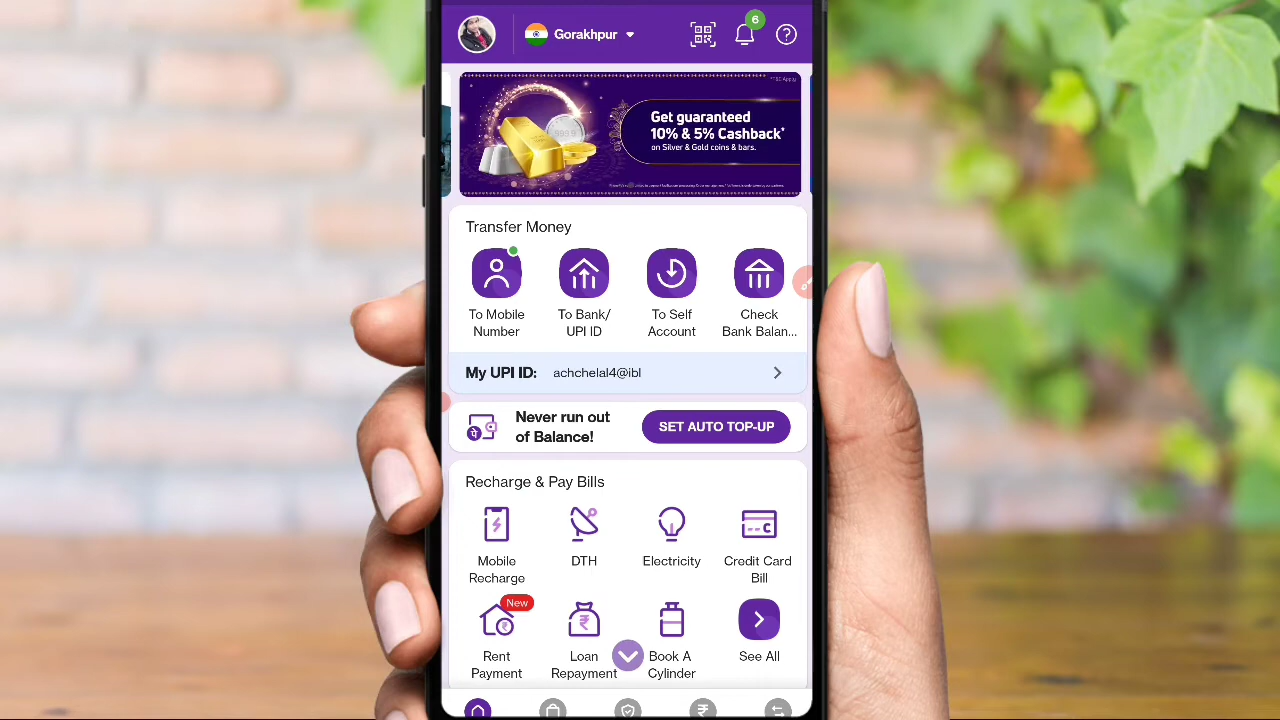 Gorakhpur
6
*T&C Apply
Get guaranteed
10% & 5% Cashback*
on Silver & Gold coins & bars.
999.9
Transfer Money
To Mobile
Number
To Bank/
UPI ID
To Self
Account
Check
Bank Balan...
My UPI ID: achchelal4@ibl
Never run out
of Balance!
SET AUTO TOP-UP
Recharge & Pay Bills
Mobile
Recharge
DTH
Electricity
Credit Card
Bill
New
Rent
Payment
Loan
Repayment
Book A
Cylinder
See All